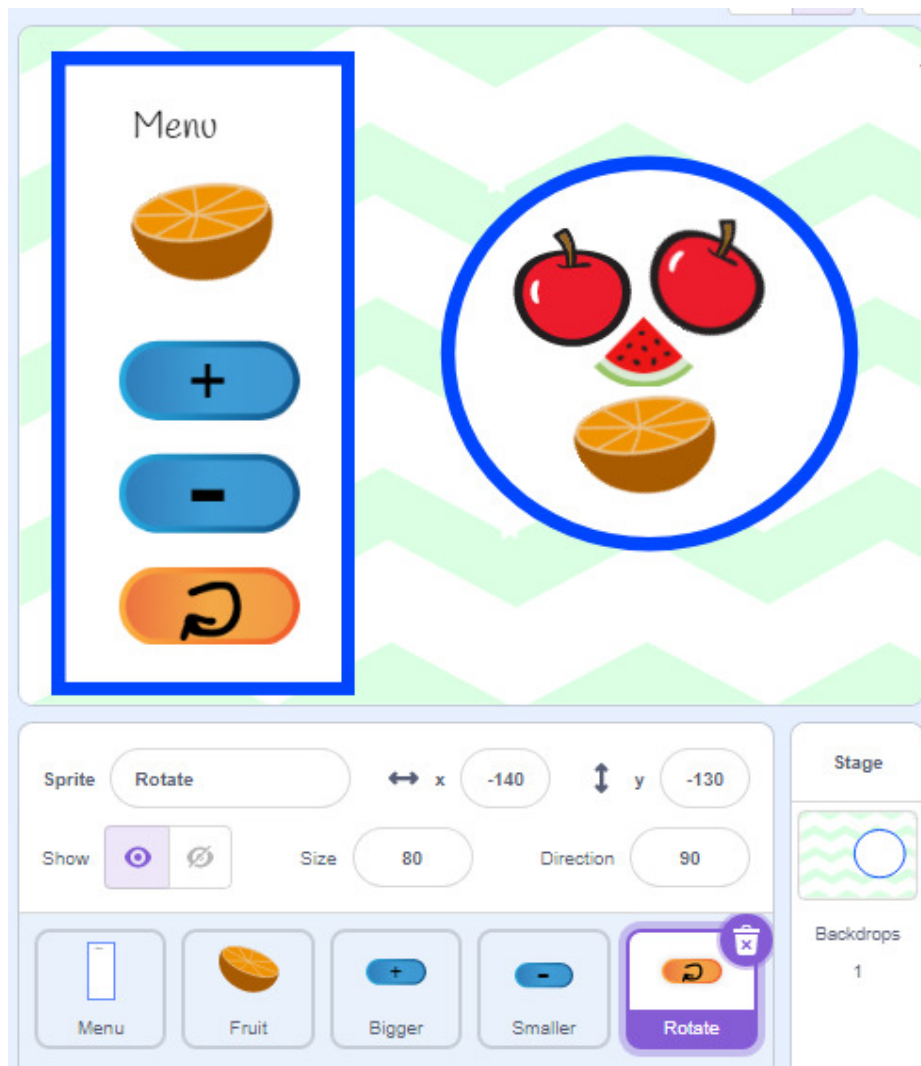 Menu
+
-
Sprite Rotate x -140 y -130
Show Size 80 Direction 90
Stage
Backdrops
1
Menu Fruit Bigger Smaller Rotate